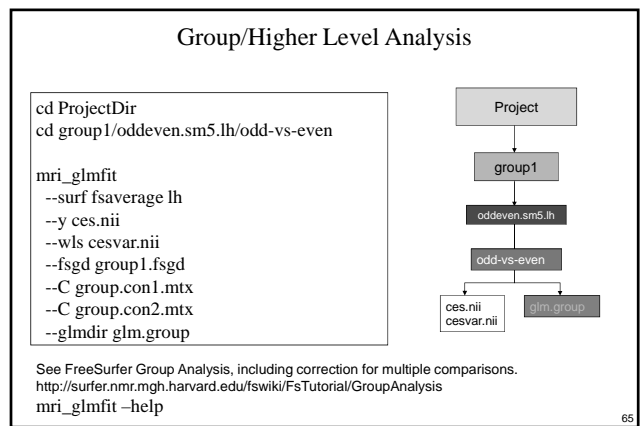 Group/Higher Level Analysis
cd ProjectDir
cd group1/oddeven.sm5.lh/odd-vs-even
mri_glmfit
--surf fsaverage lh
--y ces.nii
--wls cesvar.nii
--fsgd group1.fsgd
--C group.con1.mtx
--C group.con2.mtx
--glmdir glm.group
Project
group1
oddeven.sm5.lh
odd-vs-even
ces.nii
cesvar.nii
glm.group
See FreeSurfer Group Analysis, including correction for multiple comparisons.
http://surfer.nmr.mgh.harvard.edu/fswiki/FsTutorial/GroupAnalysis
mri_glmfit –help
65